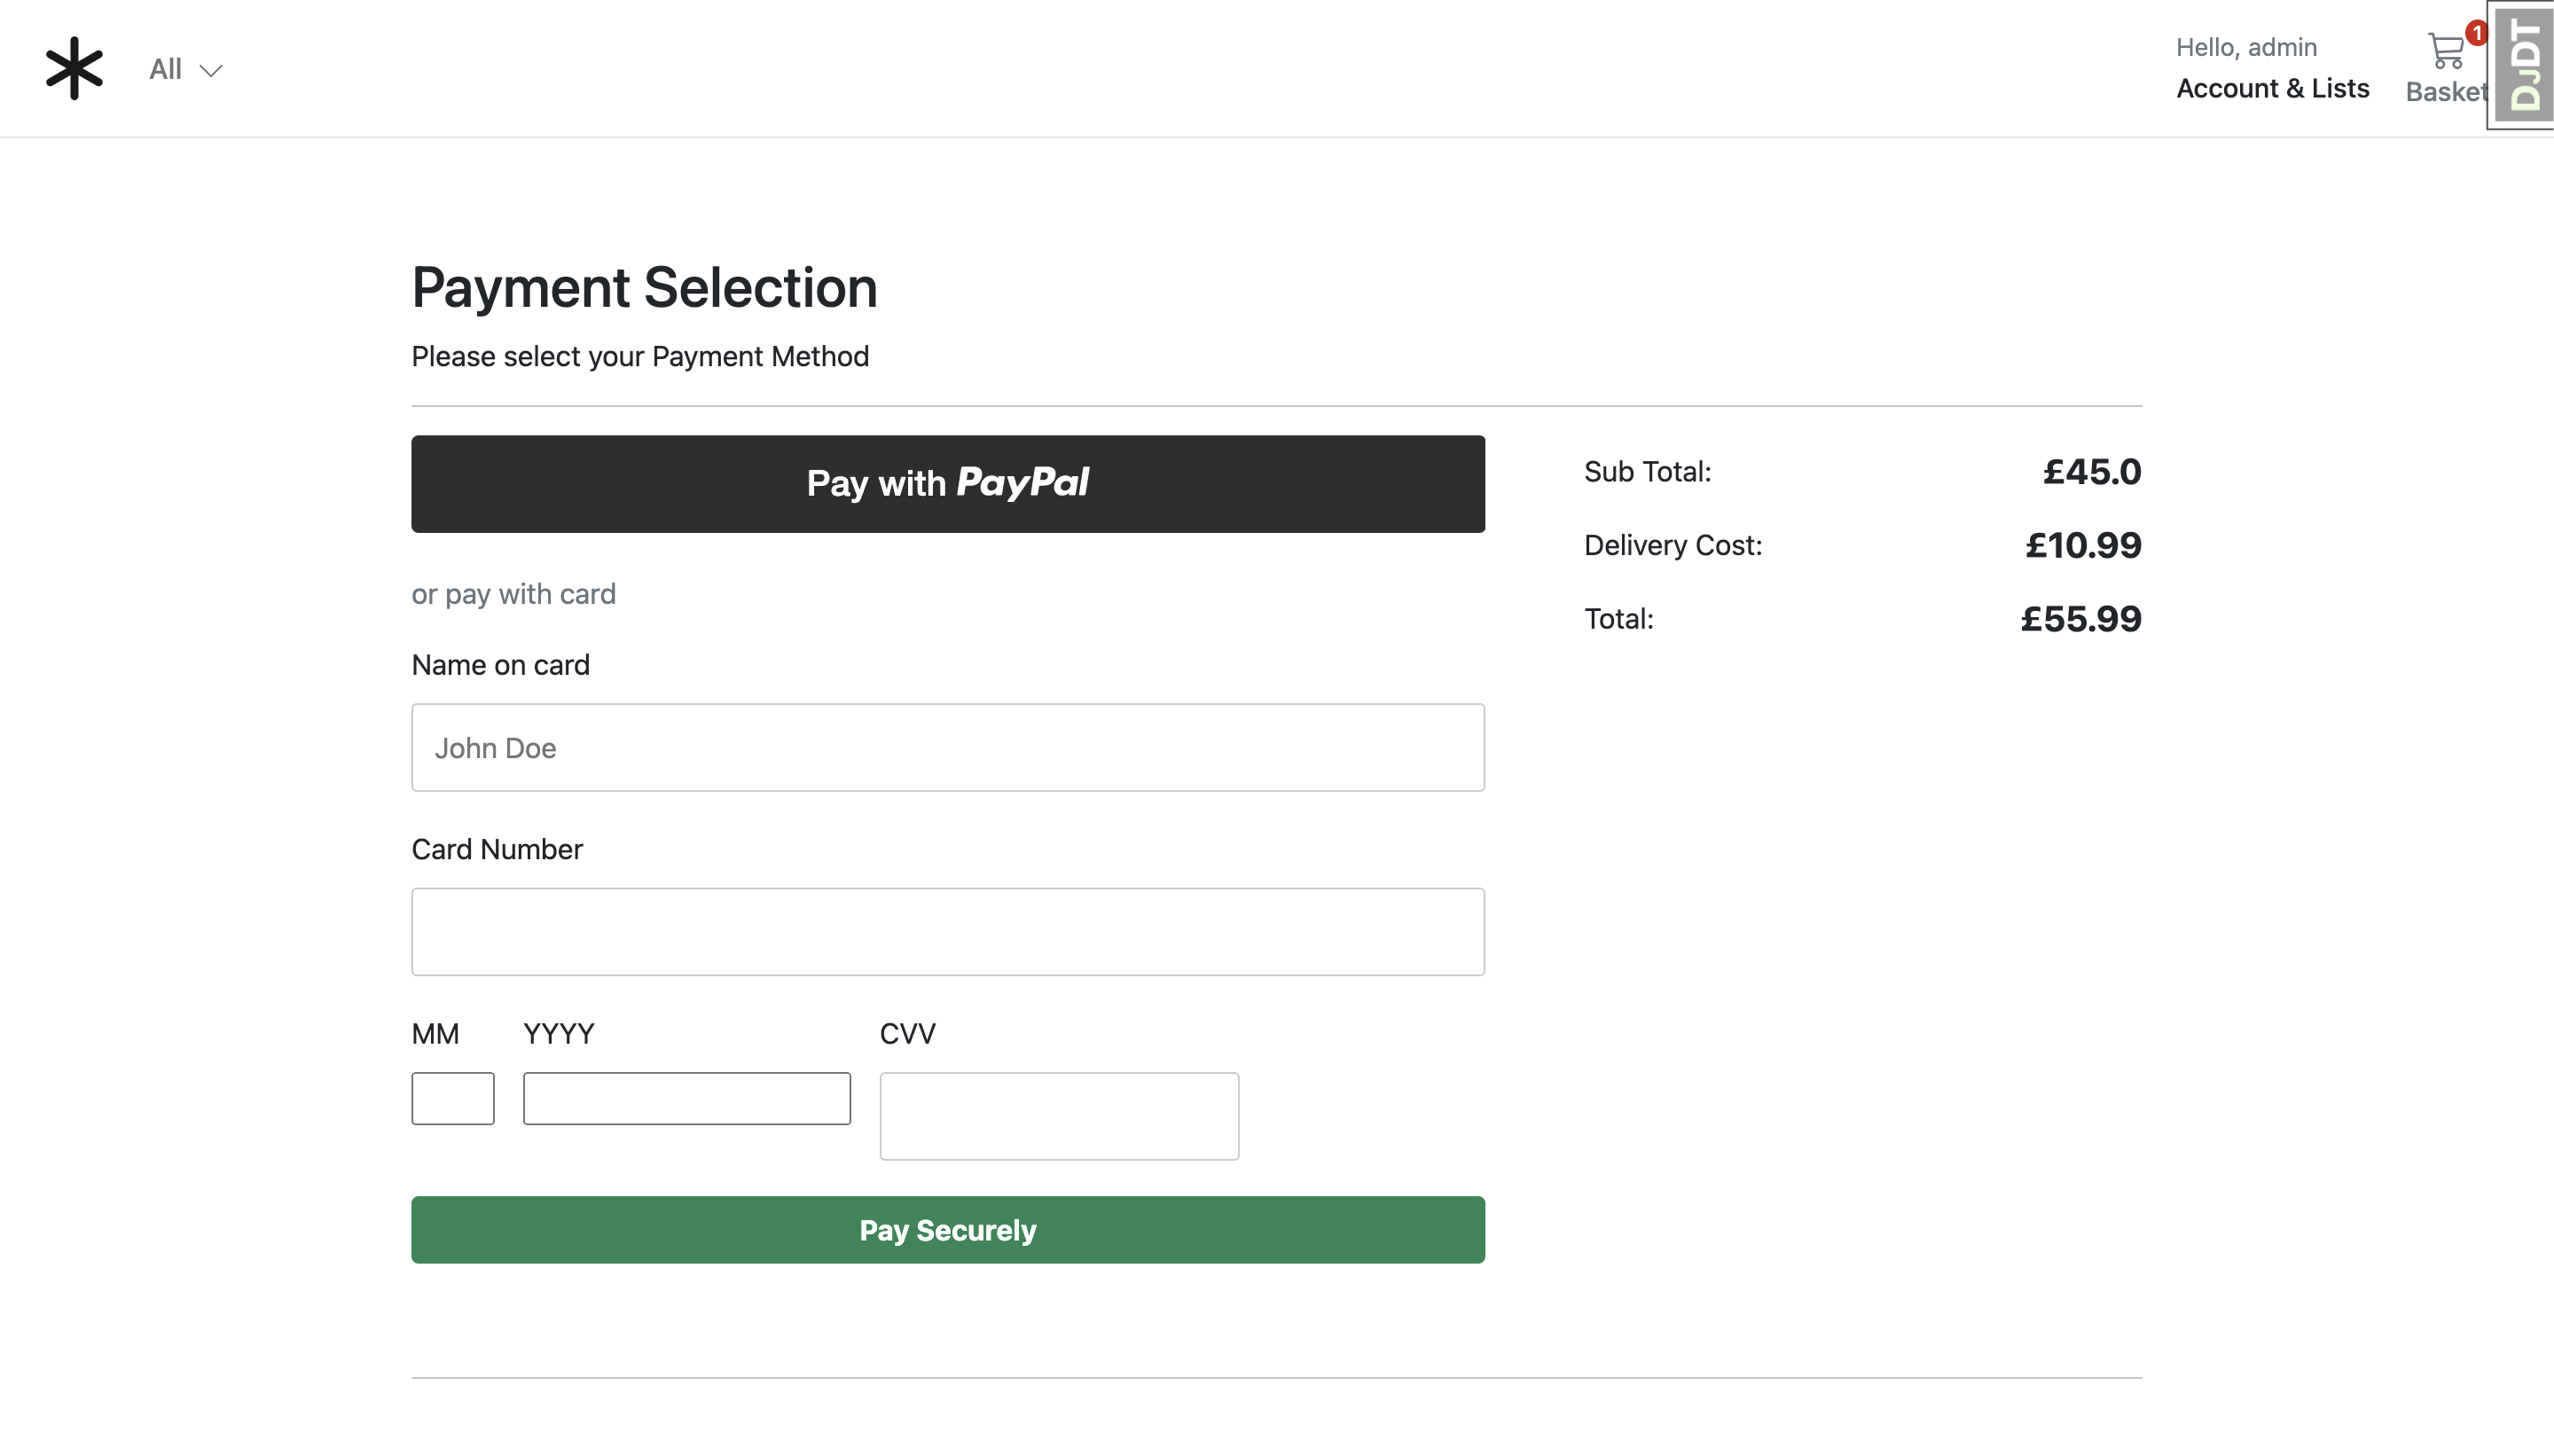 All
Hello, admin
Account & Lists
1
Basket
DJDT
Payment Selection
Please select your Payment Method
Pay with PayPal
or pay with card
Name on card
John Doe
Card Number
MM YYYY CVV
Pay Securely
Sub Total: £45.0
Delivery Cost: £10.99
Total: £55.99